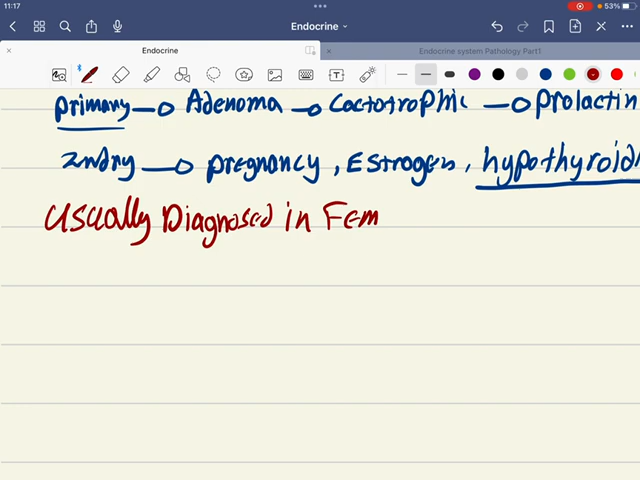 11:17
53%
Endocrine
Endocrine
Endocrine system Pathology Part1
primary → Adenoma → Lactotrophic → prolactin
2ndry → pregnancy, Estrogen, hypothyroid
Usually Diagnosed in Fem